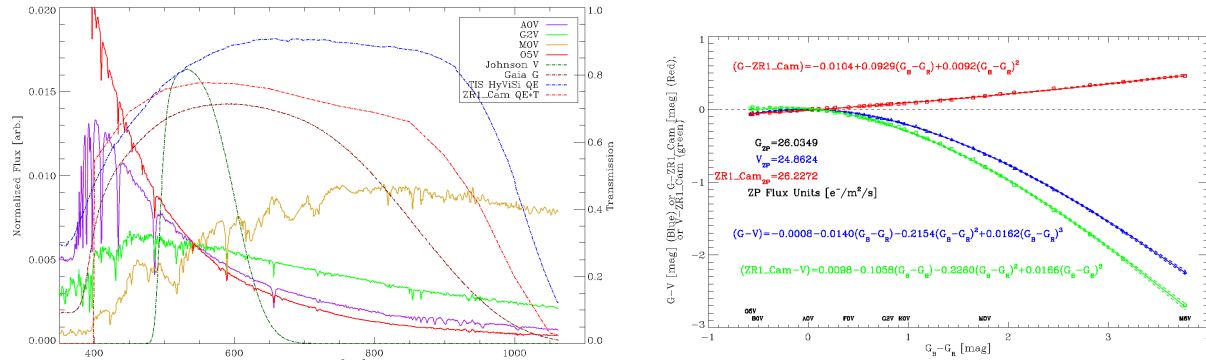 A0V
G2V
M0V
O5V
Johnson V
Gaia G
TIS HyViSi QE
ZR1_Cam QE*T
0.020
0.015
0.010
0.005
0.000
Normalized Flux [arb.]
1.0
0.8
0.6
0.4
0.2
0.0
Transmission
400
600
800
1000
1
0
-1
-2
-3
G-V [mag] (Blue) or G-ZR1_Cam [mag] (Red),
or V-ZR1_Cam (green)
(G-ZR1_Cam)=-0.0104+0.0929(G_B-G_R)+0.0092(G_B-G_R)^2
G_ZP=26.0349
V_ZP=24.8624
ZR1_Cam_ZP=26.2272
ZP Flux Units [e^-/m^2/s]
(G-V)=-0.0008-0.0140(G_B-G_R)-0.2154(G_B-G_R)^2+0.0162(G_B-G_R)^3
(ZR1_Cam-V)=0.0098-0.1058(G_B-G_R)-0.2260(G_B-G_R)^2+0.0166(G_B-G_R)^3
O5V
B0V
A0V
F0V
G2V
K0V
M0V
M6V
-1
0
1
2
3
4
G_B-G_R [mag]